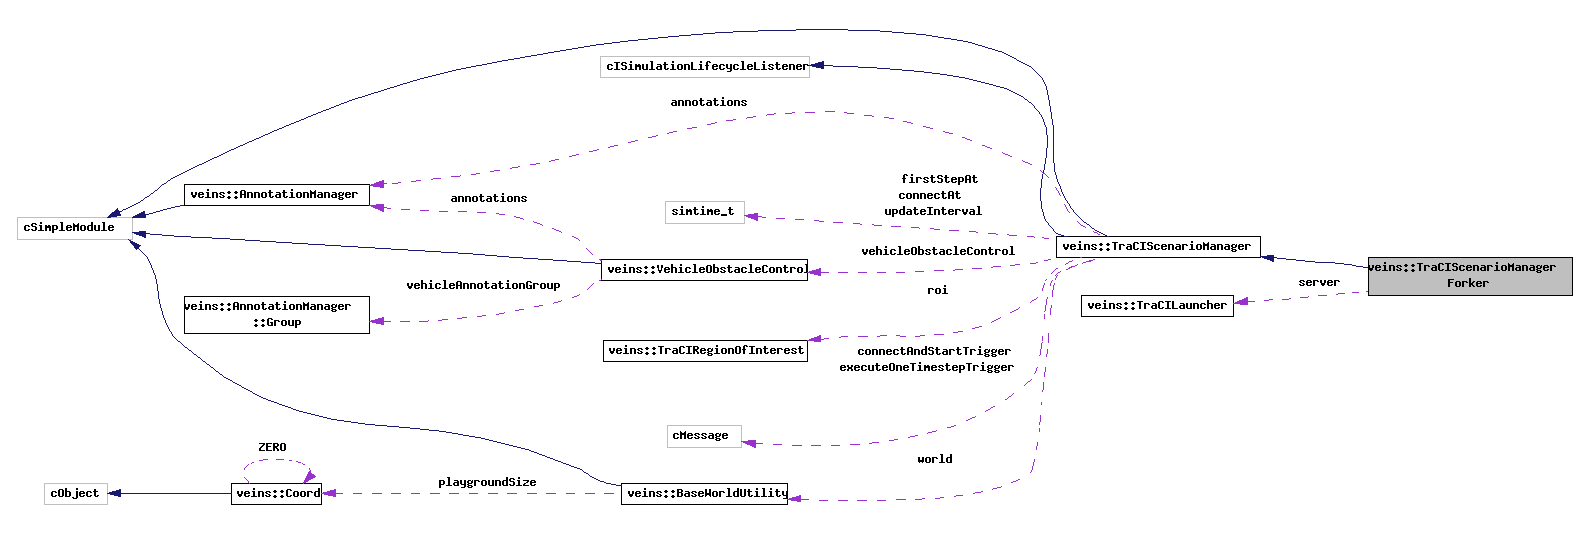 cISimulationLifecycleListener
annotations
firstStepAt
connectAt
updateInterval
veins::AnnotationManager
annotations
simtime_t
cSimpleModule
veins::TraCIScenarioManager
vehicleObstacleControl
veins::VehicleObstacleControl
veins::TraCIScenarioManager
Forker
vehicleAnnotationGroup
roi
server
veins::AnnotationManager
::Group
veins::TraCILauncher
veins::TraCIRegionOfInterest
connectAndStartTrigger
executeOneTimestepTrigger
cMessage
ZERO
world
playgroundSize
cObject
veins::Coord
veins::BaseWorldUtility